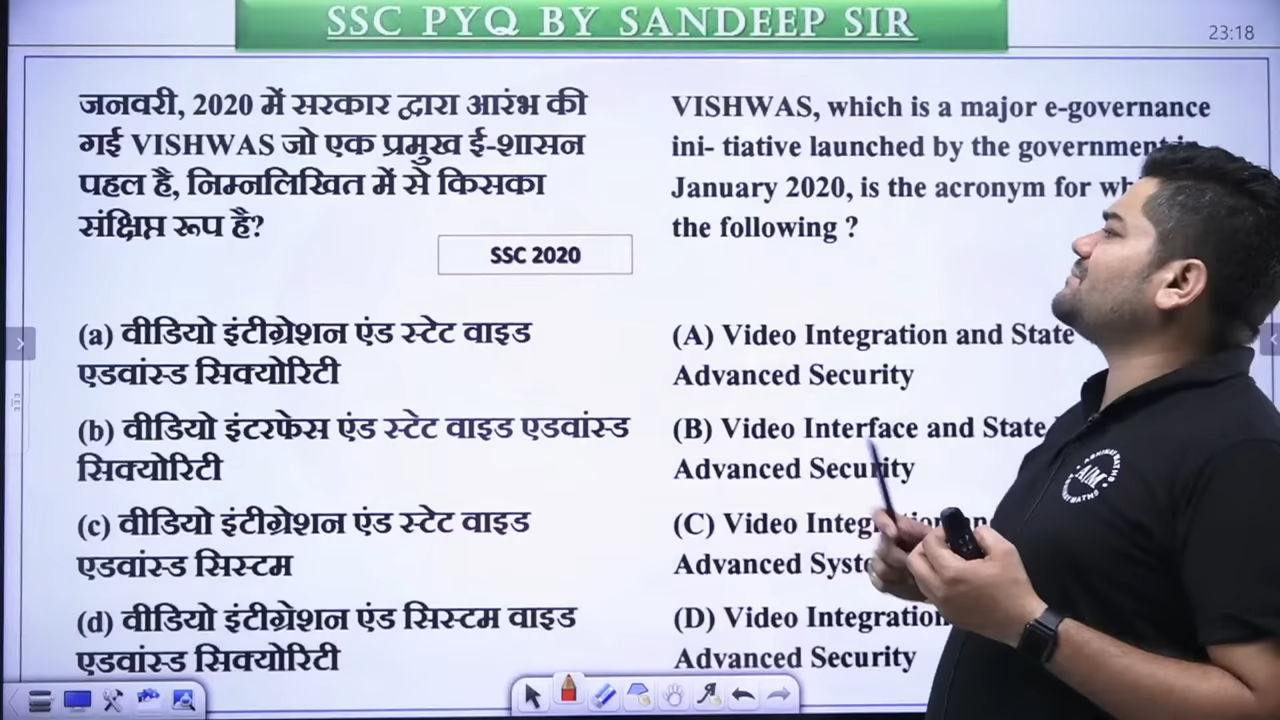 SSC PYQ BY SANDEEP SIR
23:18
जनवरी, 2020 में सरकार द्वारा आरंभ की
गई VISHWAS जो एक प्रमुख ई-शासन
पहल है, निम्नलिखित में से किसका
संक्षिप्त रूप है?
SSC 2020
(a) वीडियो इंटीग्रेशन एंड स्टेट वाइड
एडवांस्ड सिक्योरिटी
(b) वीडियो इंटरफेस एंड स्टेट वाइड एडवांस्ड
सिक्योरिटी
(c) वीडियो इंटीग्रेशन एंड स्टेट वाइड
एडवांस्ड सिस्टम
(d) वीडियो इंटीग्रेशन एंड सिस्टम वाइड
एडवांस्ड सिक्योरिटी
VISHWAS, which is a major e-governance
ini- tiative launched by the government
January 2020, is the acronym for
the following ?
(A) Video Integration and State
Advanced Security
(B) Video Interface and State
Advanced Security
(C) Video
Advanced
(D) Video Integration
Advanced Security
AIM